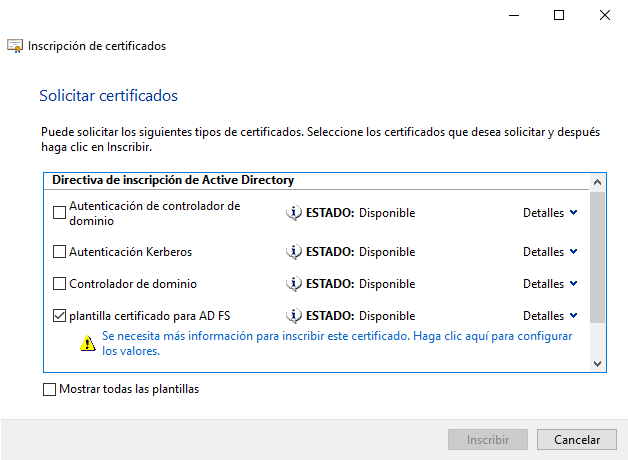 Inscripción de certificados
Solicitar certificados
Puede solicitar los siguientes tipos de certificados. Seleccione los certificados que desea solicitar y después
haga clic en Inscribir.
Directiva de inscripción de Active Directory
Autenticación de controlador de
dominio
ESTADO: Disponible
Detalles
Autenticación Kerberos
ESTADO: Disponible
Detalles
Controlador de dominio
ESTADO: Disponible
Detalles
plantilla certificado para AD FS
ESTADO: Disponible
Detalles
Se necesita más información para inscribir este certificado. Haga clic aquí para configurar
los valores.
Mostrar todas las plantillas
Inscribir
Cancelar